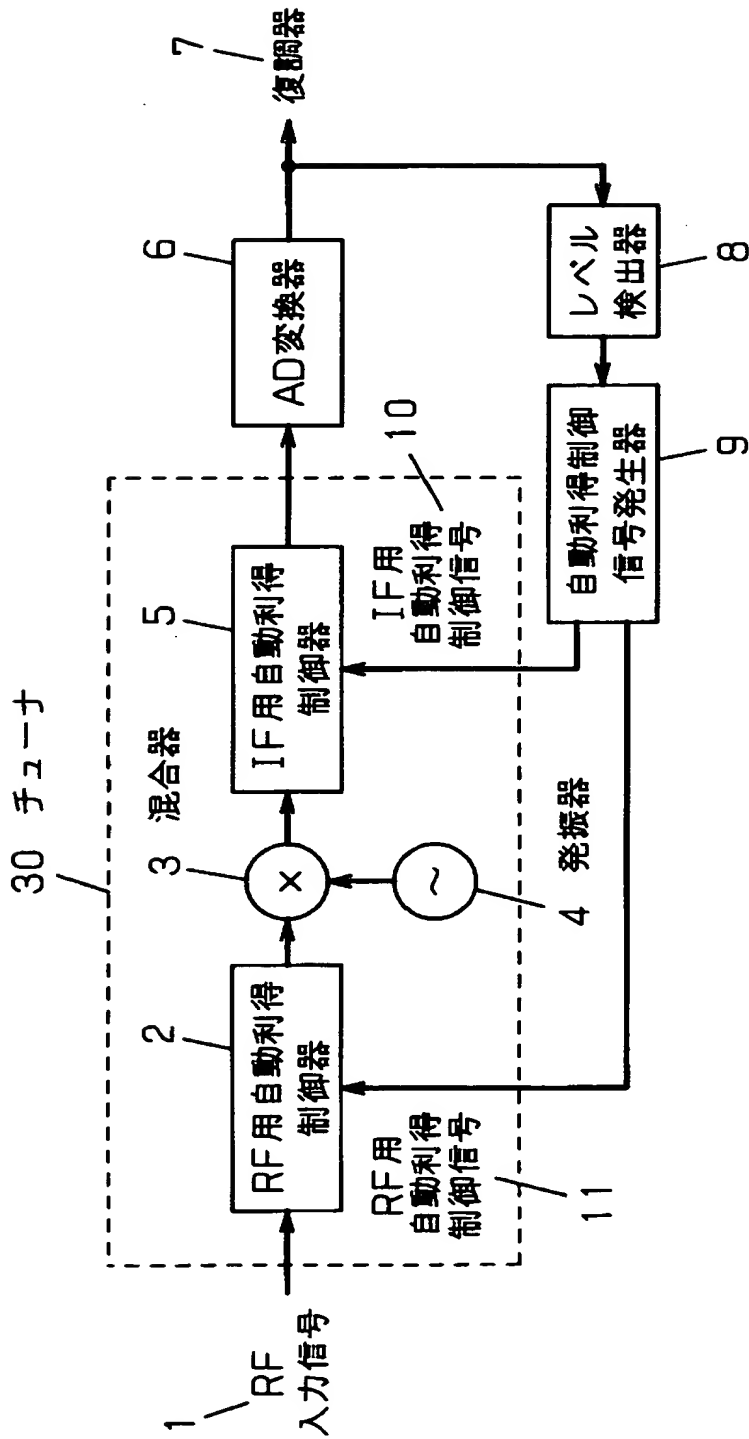 30 チューナ
1
RF
入力信号
2
RF用自動利得
制御器
3
混合器
×
~
4
発振器
5
IF用自動利得
制御器
6
AD変換器
7
復調器
レベル
検出器
8
自動利得制御
信号発生器
9
IF用
自動利得
制御信号
10
RF用
自動利得
制御信号
11